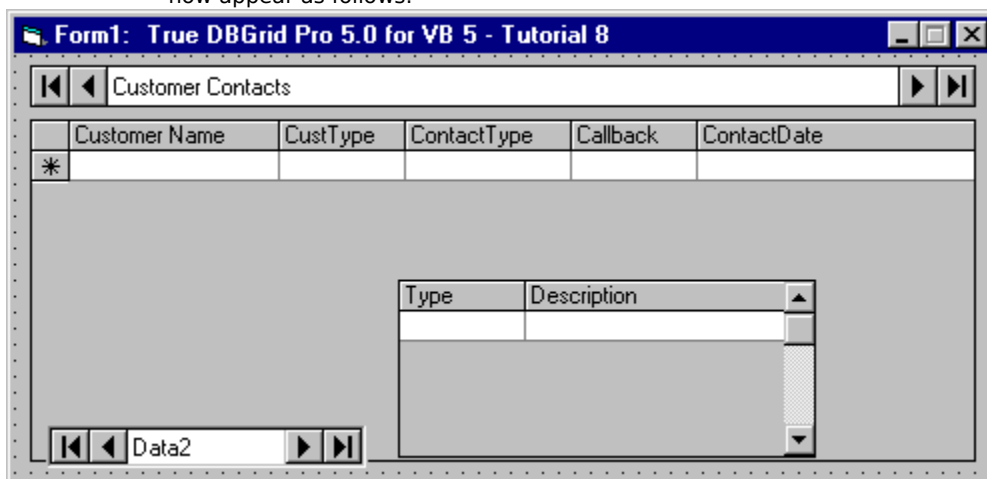 now appear as follows:
Form1: True DBGrid Pro 5.0 for VB 5 - Tutorial 8
Customer Contacts
Customer Name CustType ContactType Callback ContactDate
Type Description
Data2